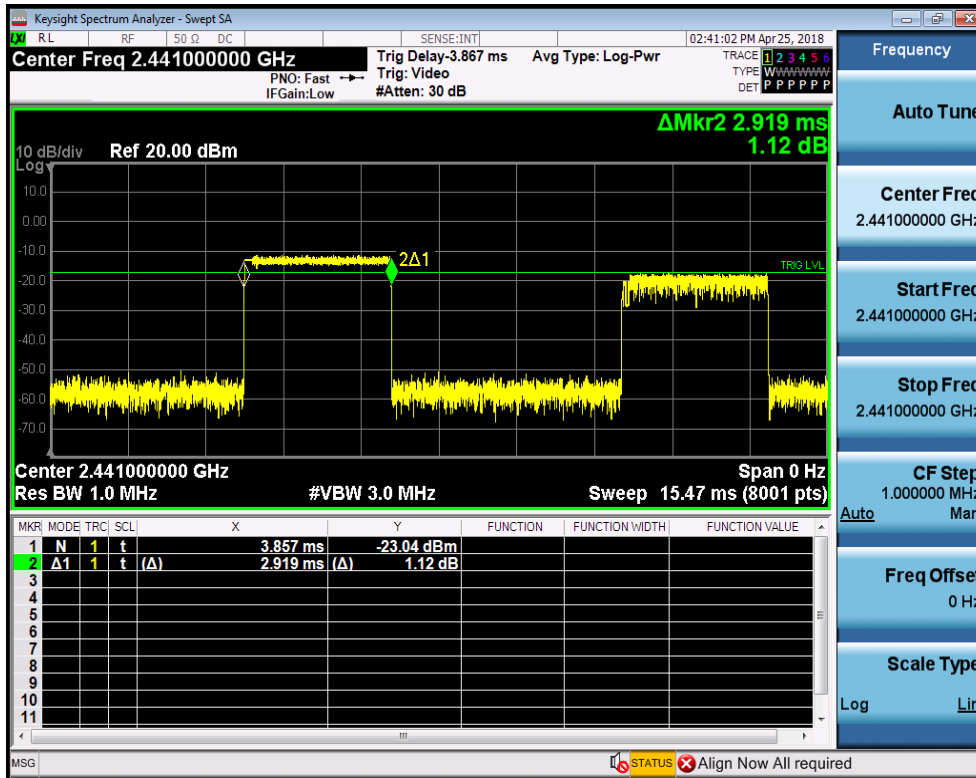 Keysight Spectrum Analyzer - Swept SA
LXI RL RF 50 Ω DC SENSE:INT 02:41:02 PM Apr 25, 2018
Center Freq 2.441000000 GHz
Trig Delay-3.867 ms Avg Type: Log-Pwr
TRACE 1 2 3 4 5 6
PNO: Fast Trig: Video
TYPE WWWWWW
IFGain:Low #Atten: 30 dB
DET P P P P P P
ΔMkr2 2.919 ms
10 dB/div Ref 20.00 dBm 1.12 dB
Log
10.0
0.00
-10.0
2Δ1
TRIG LVL
-20.0
-30.0
-40.0
-50.0
-60.0
-70.0
Center 2.441000000 GHz Span 0 Hz
Res BW 1.0 MHz #VBW 3.0 MHz Sweep 15.47 ms (8001 pts)
MKR MODE TRC SCL X Y FUNCTION FUNCTION WIDTH FUNCTION VALUE
1 N 1 t 3.857 ms -23.04 dBm
2 Δ1 1 t (Δ) 2.919 ms (Δ) 1.12 dB
3
4
5
6
7
8
9
10
11
MSG STATUS Align Now All required
Frequency
Auto Tune
Center Freq
2.441000000 GHz
Start Freq
2.441000000 GHz
Stop Freq
2.441000000 GHz
CF Step
1.000000 MHz
Auto Man
Freq Offset
0 Hz
Scale Type
Log Lin